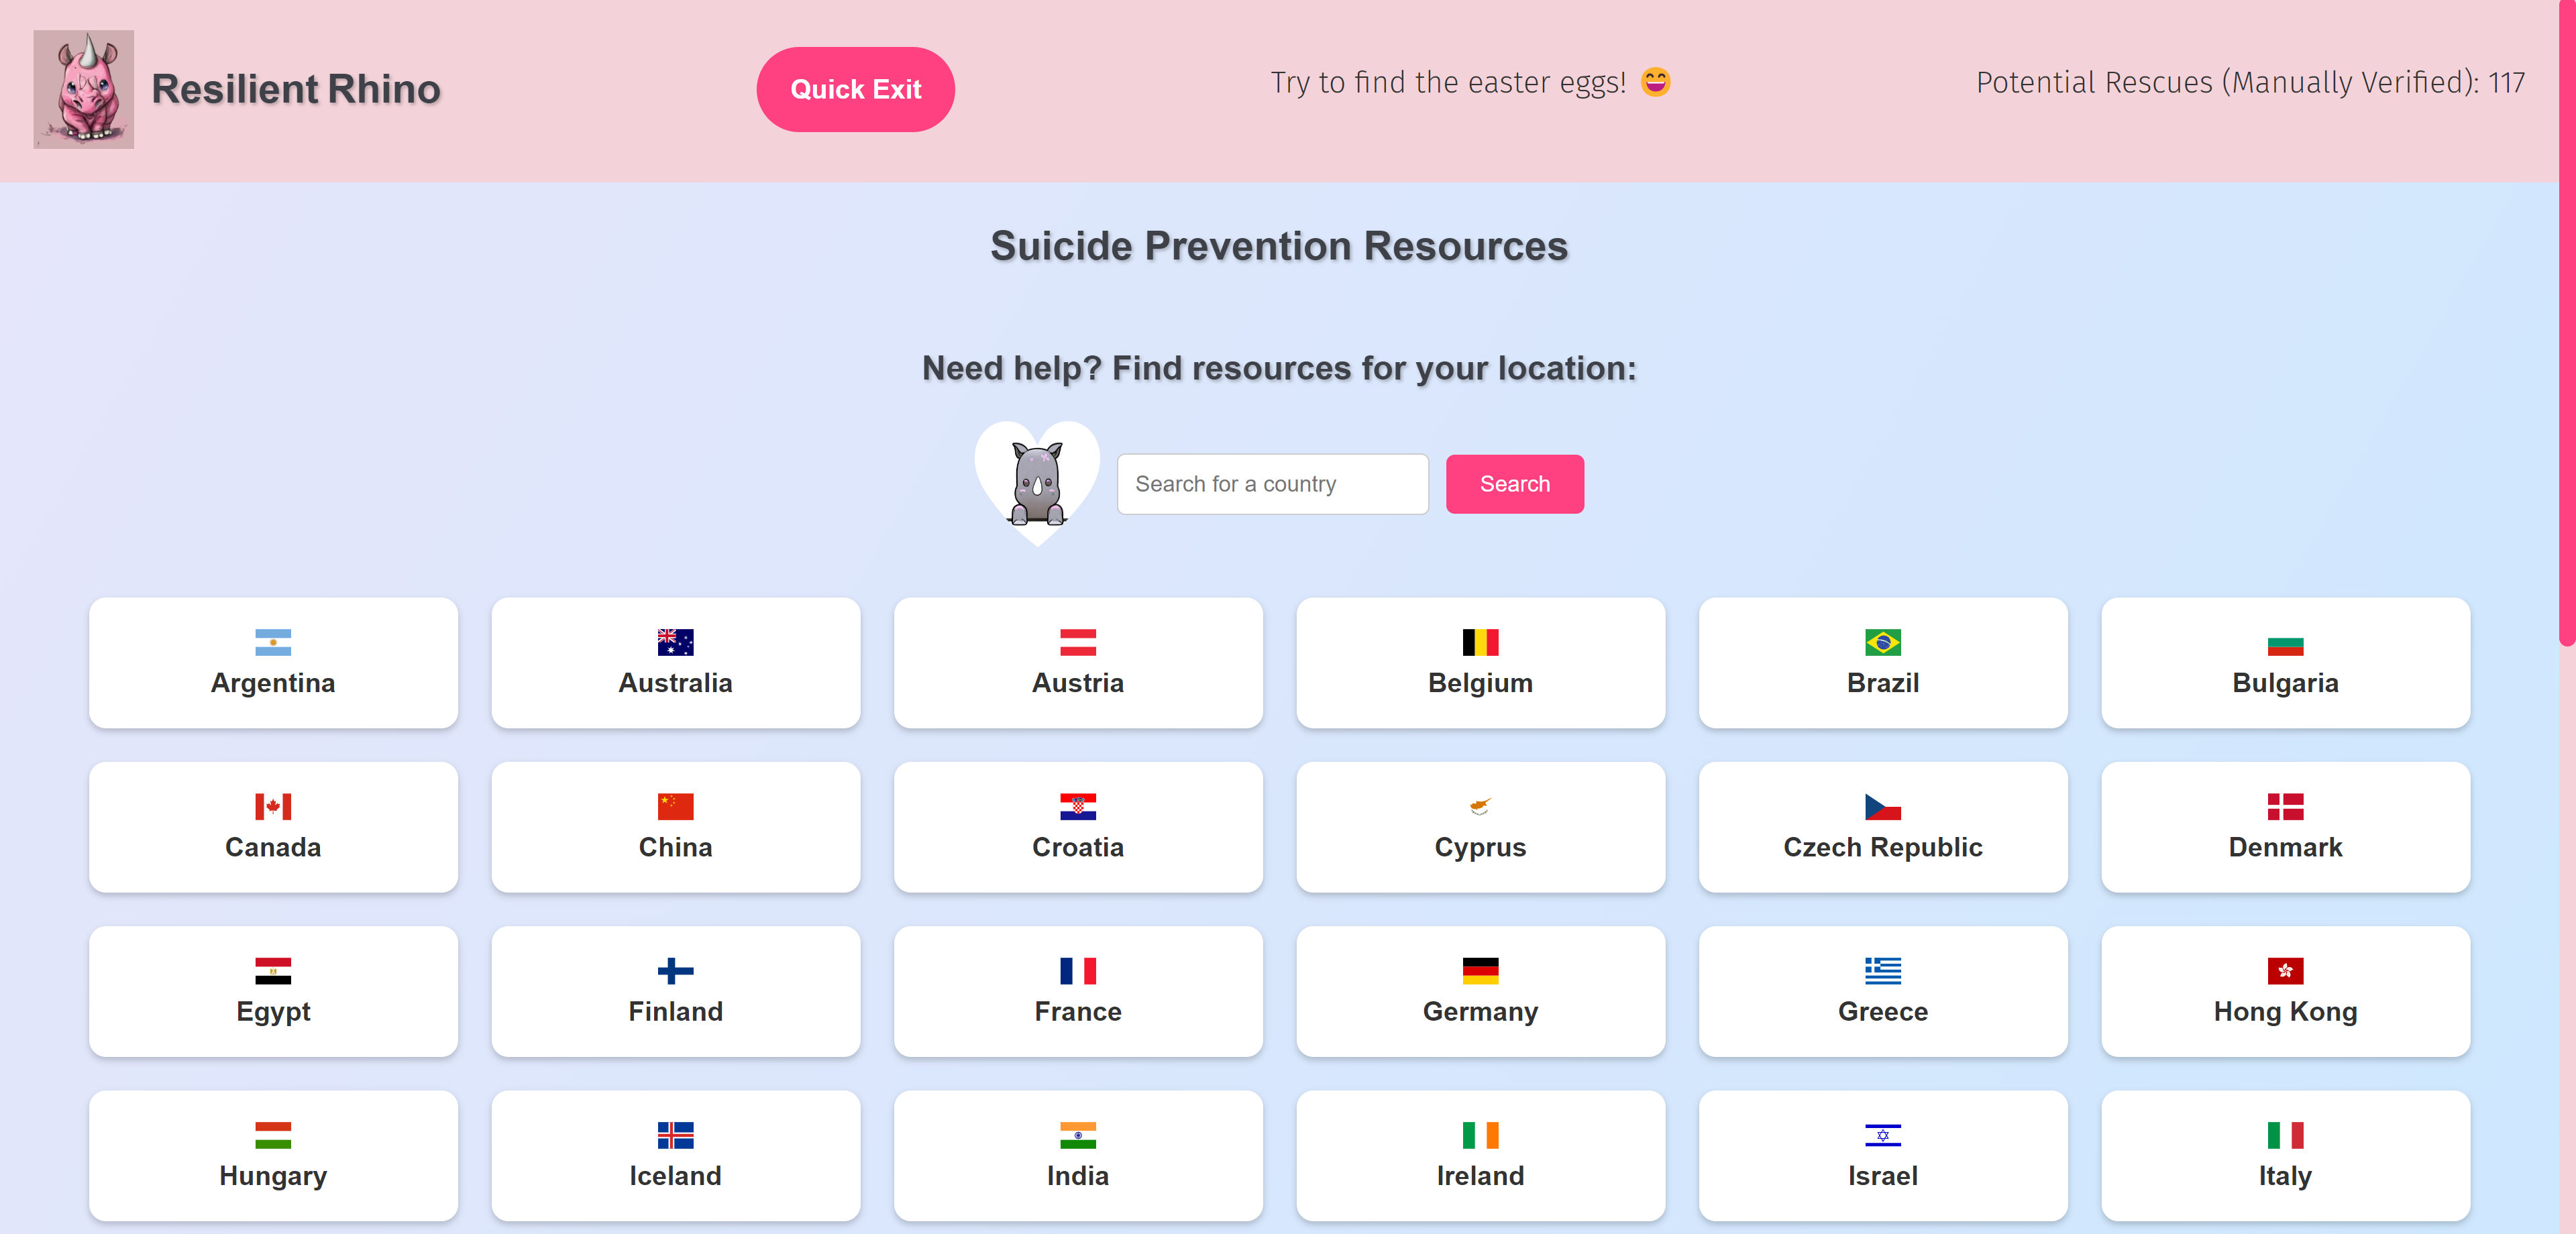 Resilient Rhino
Quick Exit
Try to find the easter eggs! 😄
Potential Rescues (Manually Verified): 117
Suicide Prevention Resources
Need help? Find resources for your location:
Search for a country
Search
Argentina
Australia
Austria
Belgium
Brazil
Bulgaria
Canada
China
Croatia
Cyprus
Czech Republic
Denmark
Egypt
Finland
France
Germany
Greece
Hong Kong
Hungary
Iceland
India
Ireland
Israel
Italy